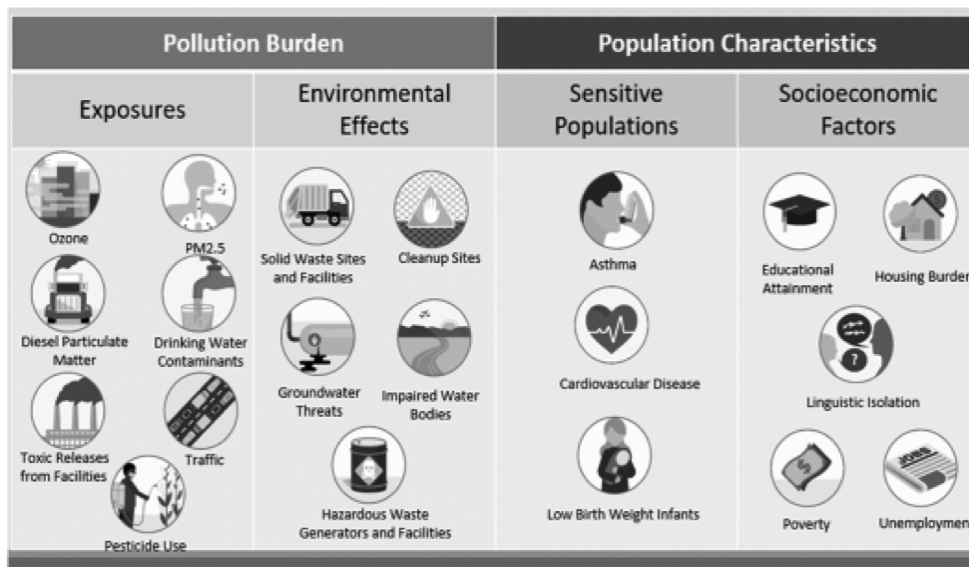 Pollution Burden
Population Characteristics
Exposures
Environmental
Effects
Sensitive
Populations
Socioeconomic
Factors
Ozone
PM2.5
Diesel Particulate
Matter
Drinking Water
Contaminants
Toxic Releases
from Facilities
Traffic
Pesticide Use
Solid Waste Sites
and Facilities
Cleanup Sites
Groundwater
Threats
Impaired Water
Bodies
Hazardous Waste
Generators and Facilities
Asthma
Cardiovascular Disease
Low Birth Weight Infants
Educational
Attainment
Housing Burden
?
Linguistic Isolation
$
Poverty
JOBS
Unemployment